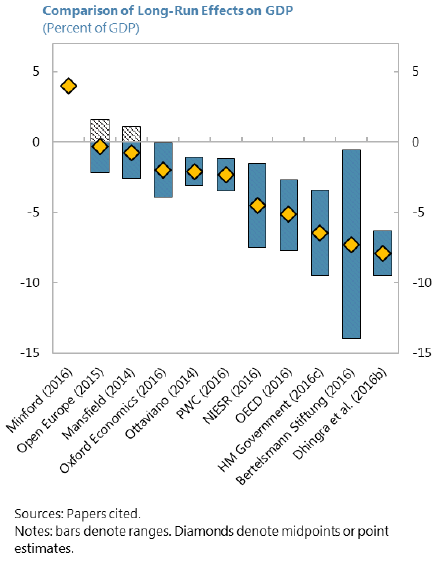 Comparison of Long-Run Effects on GDP
(Percent of GDP)
5 5
0 0
-5 -5
-10 -10
-15 -15
Minford (2016)
Open Europe (2015)
Mansfield (2014)
Oxford Economics (2016)
Ottaviano (2014)
PWC (2016)
NIESR (2016)
OECD (2016)
HM Government (2016c)
Bertelsmann Stiftung (2016)
Dhingra et al. (2016b)
Sources: Papers cited.
Notes: bars denote ranges. Diamonds denote midpoints or point
estimates.